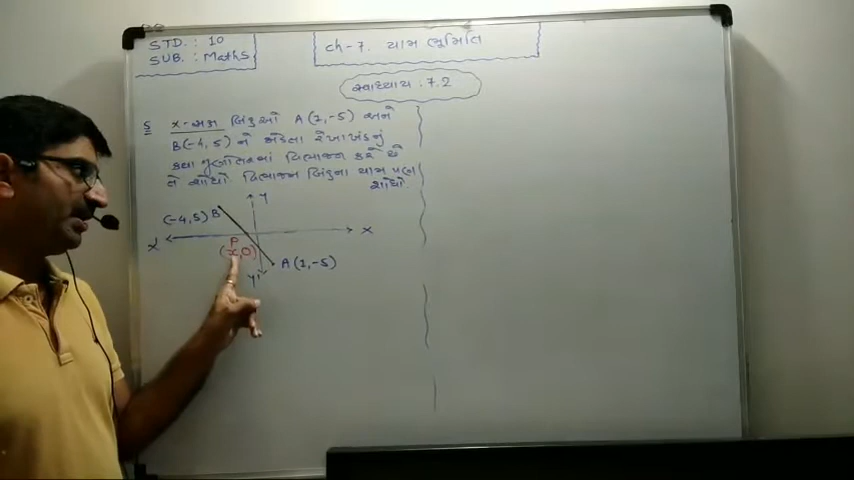 STD. : 10
SUB. : Maths
ch-7. યામ ભૂમિતિ
સ્વાધ્યાય : 7.2
5 x-અક્ષ બિંદુઓ A(1,-5) અને
B(-4,5) ને જોડતા રેખાખંડનું
કયા ગુણોત્તરમાં વિભાજન કરે છે
તે શોધો. વિભાજન બિંદુના યામ પણ
શોધો.
Y
(-4,5) B
X' X
P
(x,0)
A(1,-5)
Y'